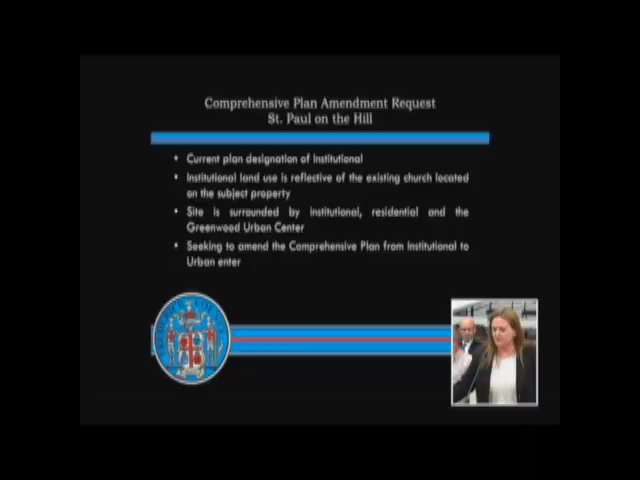 Comprehensive Plan Amendment Request
St. Paul on the Hill
• Current plan designation of Institutional
• Institutional land use is reflective of the existing church located
on the subject property
• Site is surrounded by institutional, residential and the
Greenwood Urban Center
• Seeking to amend the Comprehensive Plan from Institutional to
Urban enter